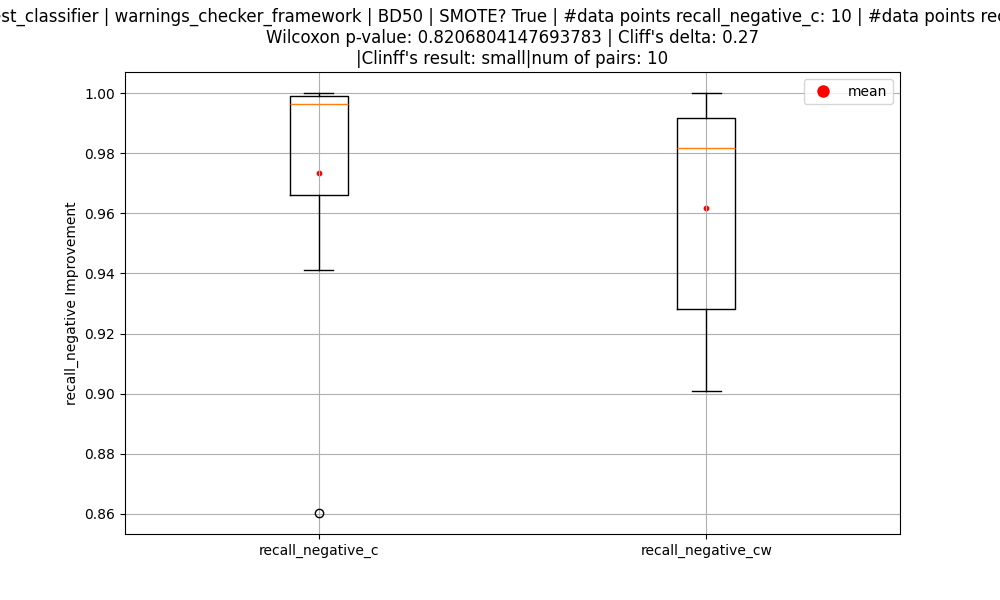 st_classifier | warnings_checker_framework | BD50 | SMOTE? True | #data points recall_negative_c: 10 | #data points rec
Wilcoxon p-value: 0.8206804147693783 | Cliff's delta: 0.27
|Clinff's result: small|num of pairs: 10
mean
1.00
0.98
0.96
0.94
0.92
0.90
0.88
0.86
recall_negative Improvement
recall_negative_c
recall_negative_cw